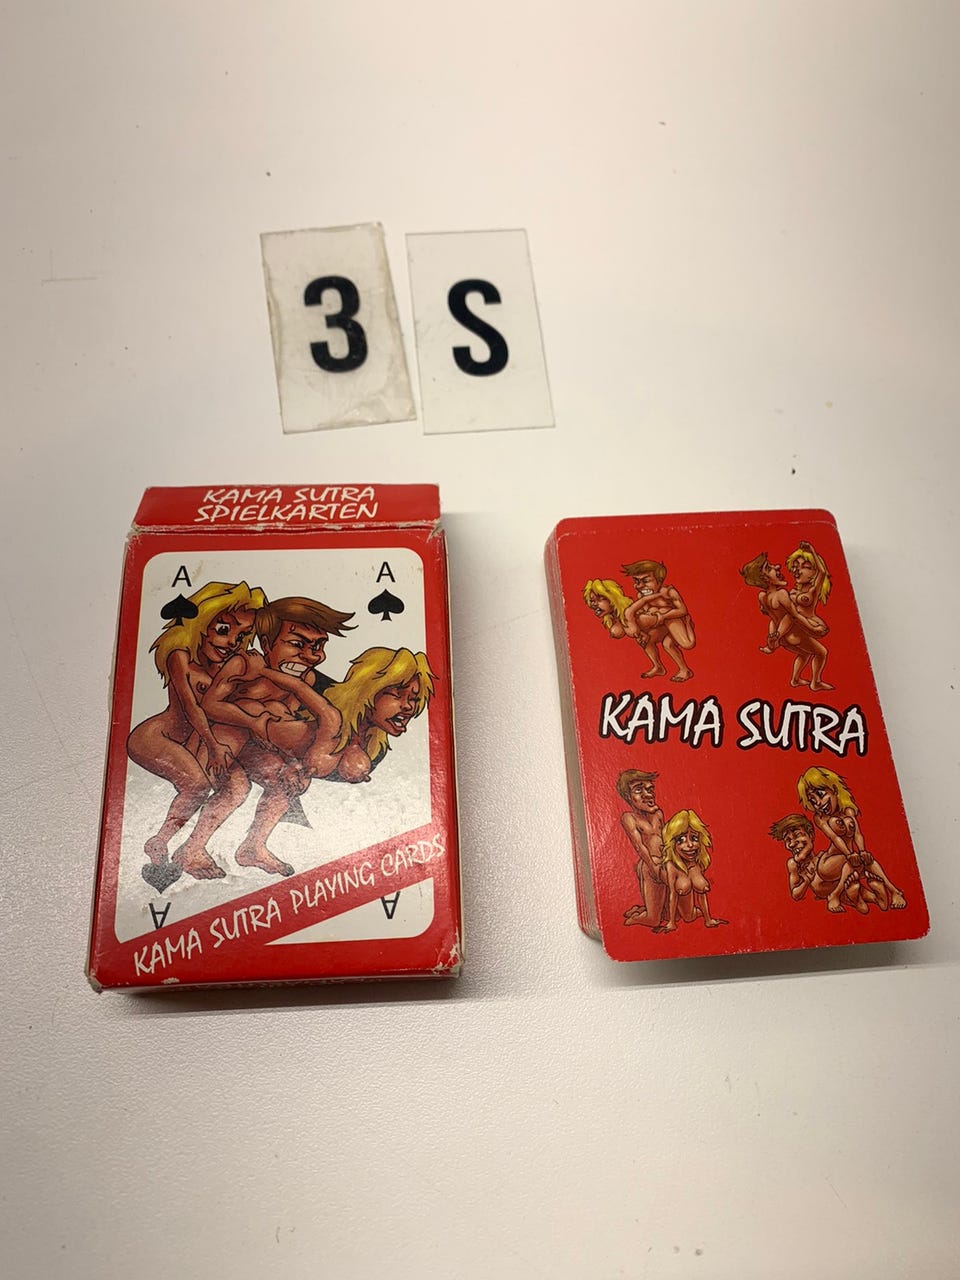 3 S
KAMA SUTRA
SPIELKARTEN
A A
KAMA SUTRA PLAYING CARDS
A A
KAMA SUTRA